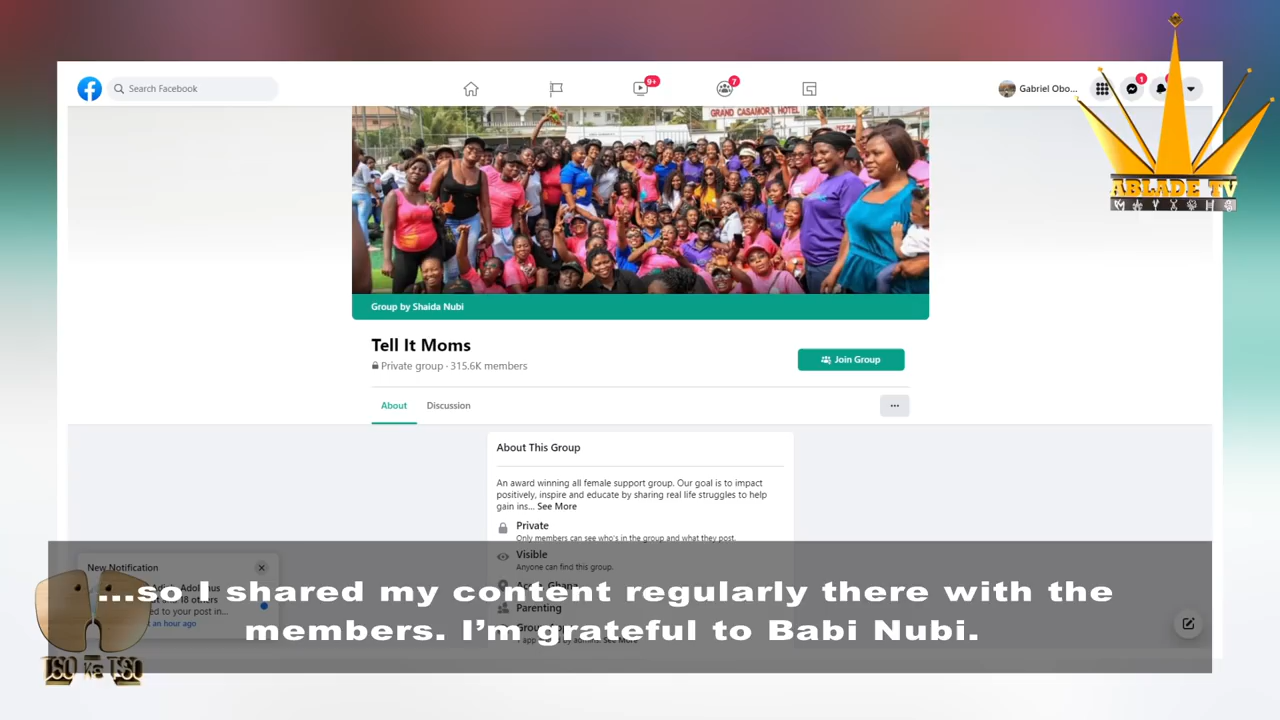 Search Facebook
9+
7
Gabriel Obo...
1
ABLADE TV
GRAND CASAMORA HOTEL
Group by Shaida Nubi
Tell It Moms
Private group · 315.6K members
Join Group
About
Discussion
About This Group
An award winning all female support group. Our goal is to impact
positively, inspire and educate by sharing real life struggles to help
gain ins... See More
Private
Only members can see who's in the group and what they post.
Visible
Anyone can find this group.
Parenting
New Notification
an hour ago
...so I shared my content regularly there with the
members. I'm grateful to Babi Nubi.
TSO Ke TSO